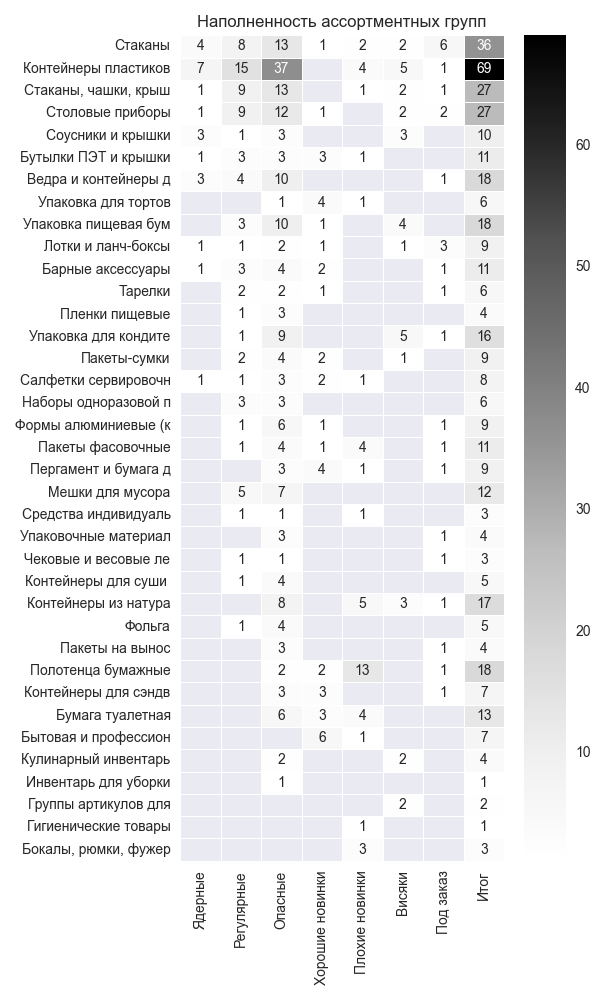 Наполненность ассортментных групп
Стаканы 4 8 13 1 2 2 6 36
Контейнеры пластиков 7 15 37 4 5 1 69
Стаканы, чашки, крыш 1 9 13 1 2 1 27
Столовые приборы 1 9 12 1 2 2 27
Соусники и крышки 3 1 3 3 10
Бутылки ПЭТ и крышки 1 3 3 3 1 11
Ведра и контейнеры д 3 4 10 1 18
Упаковка для тортов 1 4 1 6
Упаковка пищевая бум 3 10 1 4 18
Лотки и ланч-боксы 1 1 2 1 1 3 9
Барные аксессуары 1 3 4 2 1 11
Тарелки 2 2 1 1 6
Пленки пищевые 1 3 4
Упаковка для кондите 1 9 5 1 16
Пакеты-сумки 2 4 2 1 9
Салфетки сервировочн 1 1 3 2 1 8
Наборы одноразовой п 3 3 6
Формы алюминиевые (к 1 6 1 1 9
Пакеты фасовочные 1 4 1 4 1 11
Пергамент и бумага д 3 4 1 1 9
Мешки для мусора 5 7 12
Средства индивидуаль 1 1 1 3
Упаковочные материал 3 1 4
Чековые и весовые ле 1 1 1 3
Контейнеры для суши 1 4 5
Контейнеры из натура 8 5 3 1 17
Фольга 1 4 5
Пакеты на вынос 3 1 4
Полотенца бумажные 2 2 13 1 18
Контейнеры для сэндв 3 3 1 7
Бумага туалетная 6 3 4 13
Бытовая и профессион 6 1 7
Кулинарный инвентарь 2 2 4
Инвентарь для уборки 1 1
Группы артикулов для 2 2
Гигиенические товары 1 1
Бокалы, рюмки, фужер 3 3
Ядерные
Регулярные
Опасные
Хорошие новинки
Плохие новинки
Висяки
Под заказ
Итог
60
50
40
30
20
10